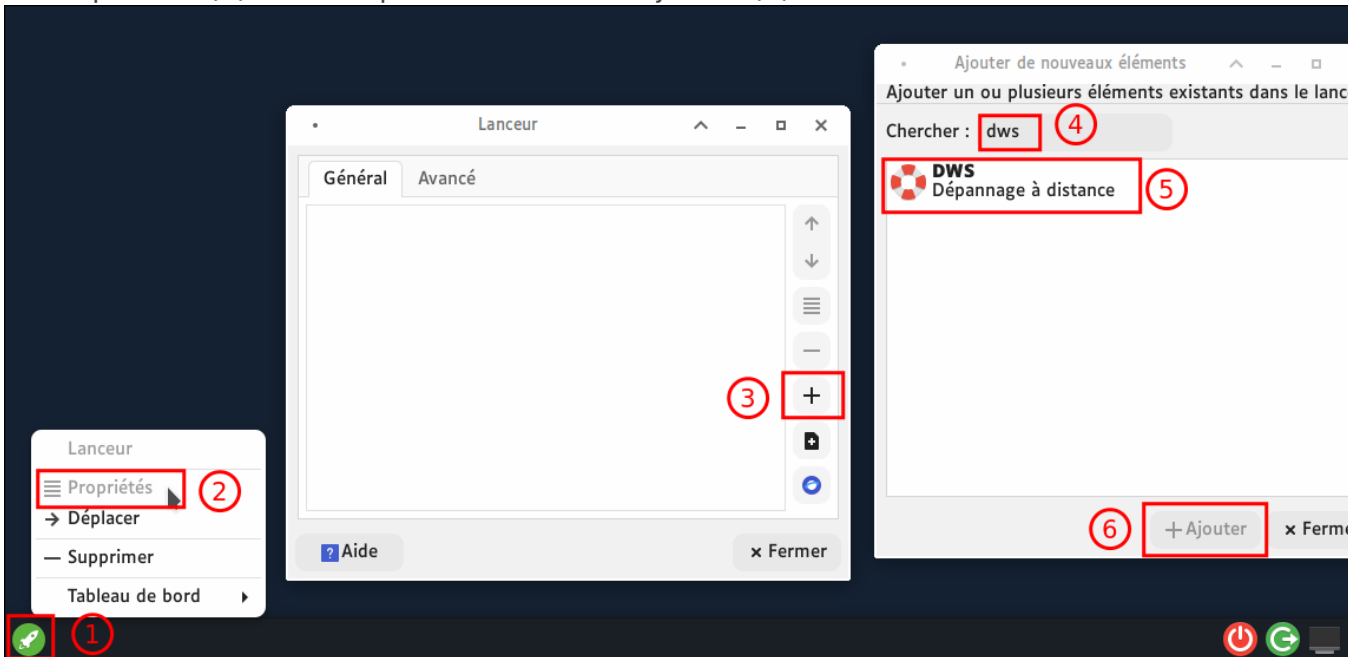 Ajouter de nouveaux éléments
Ajouter un ou plusieurs éléments existants dans le lanc
Chercher : dws
4
DWS
Dépannage à distance
5
6
+ Ajouter
× Ferme
Lanceur
Général Avancé
3
? Aide
× Fermer
Lanceur
Propriétés
2
Déplacer
Supprimer
Tableau de bord
1